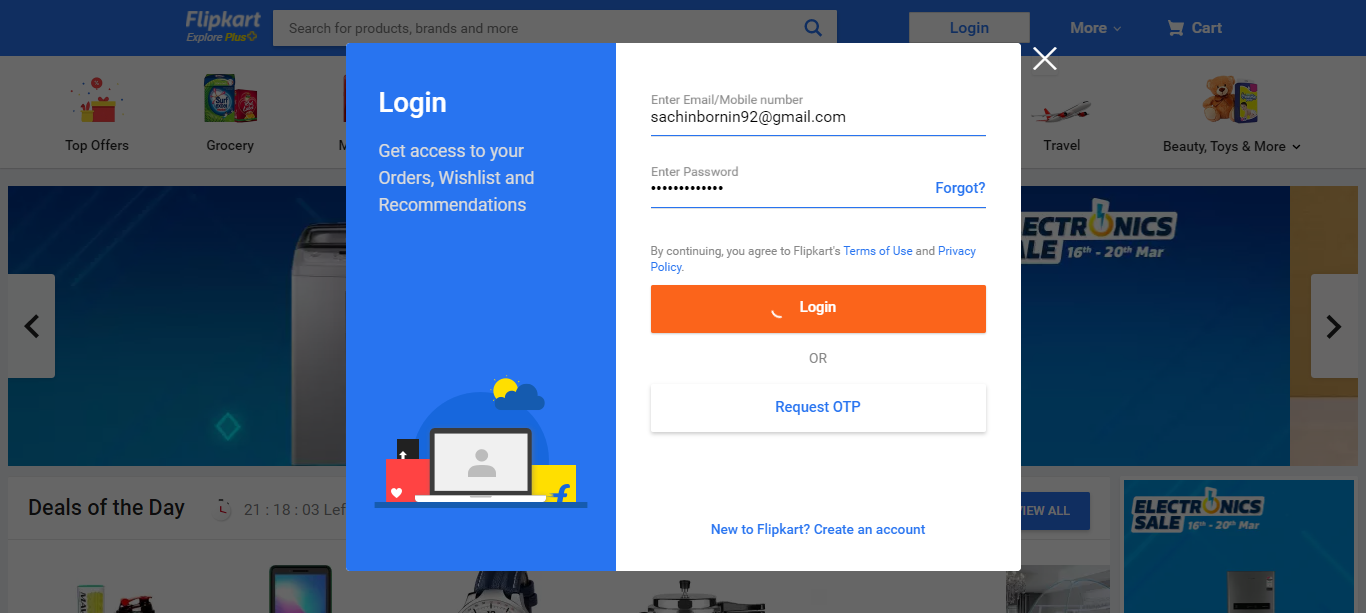 Flipkart
Explore Plus
Search for products, brands and more
Login
More
Cart
Top Offers
Grocery
M
Travel
Beauty, Toys & More
Login
Get access to your
Orders, Wishlist and
Recommendations
Enter Email/Mobile number
sachinbornin92@gmail.com
Enter Password
•••••••••••••
Forgot?
By continuing, you agree to Flipkart's Terms of Use and Privacy
Policy.
Login
OR
Request OTP
New to Flipkart? Create an account
ECTRONICS
LE 16th - 20th Mar
Deals of the Day
21 : 18 : 03 Lef
IEW ALL
ELECTRONICS
SALE 16th - 20th Mar